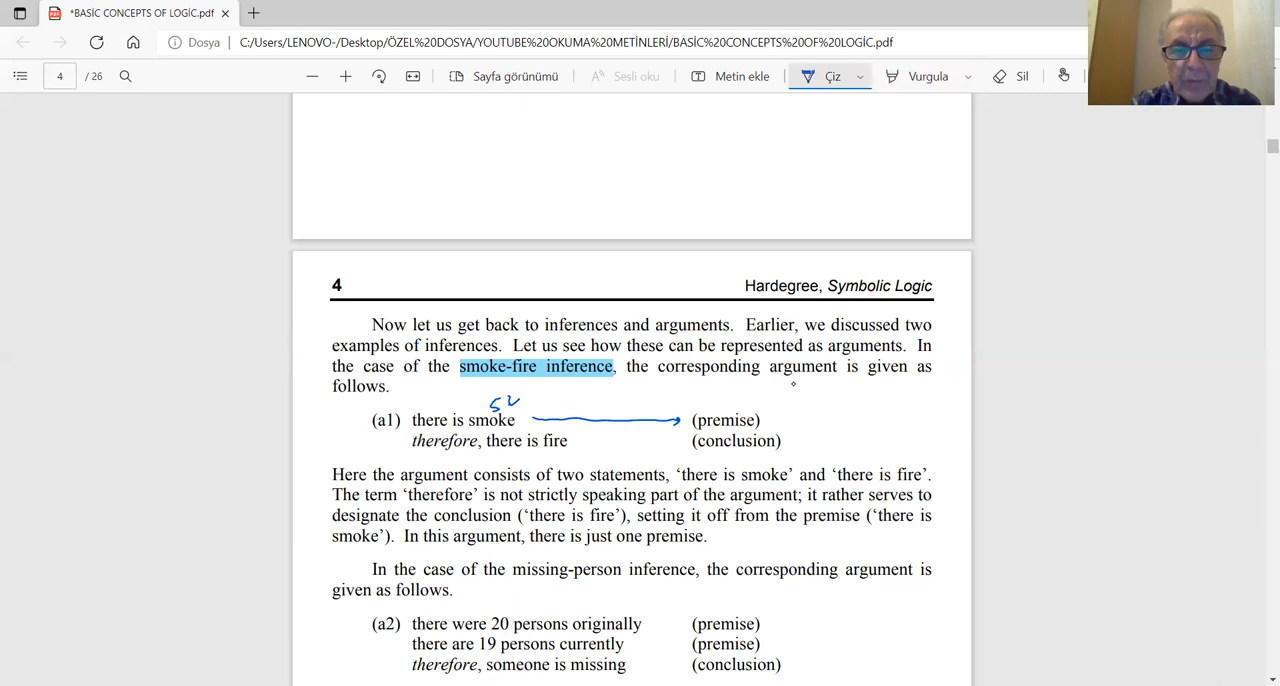 *BASİC CONCEPTS OF LOGİC.pdf
Dosya | C:/Users/LENOVO-/Desktop/ÖZEL%20DOSYA/YOUTUBE%20OKUMA%20METİNLERİ/BASİC%20CONCEPTS%20OF%20LOGİC.pdf
4 / 26 Sayfa görünümü Sesli oku Metin ekle Çiz Vurgula Sil
4 Hardegree, Symbolic Logic
Now let us get back to inferences and arguments. Earlier, we discussed two
examples of inferences. Let us see how these can be represented as arguments. In
the case of the smoke-fire inference, the corresponding argument is given as
follows.
(a1) there is smoke (premise)
therefore, there is fire (conclusion)
Here the argument consists of two statements, ‘there is smoke’ and ‘there is fire’.
The term ‘therefore’ is not strictly speaking part of the argument; it rather serves to
designate the conclusion (‘there is fire’), setting it off from the premise (‘there is
smoke’). In this argument, there is just one premise.
In the case of the missing-person inference, the corresponding argument is
given as follows.
(a2) there were 20 persons originally (premise)
there are 19 persons currently (premise)
therefore, someone is missing (conclusion)